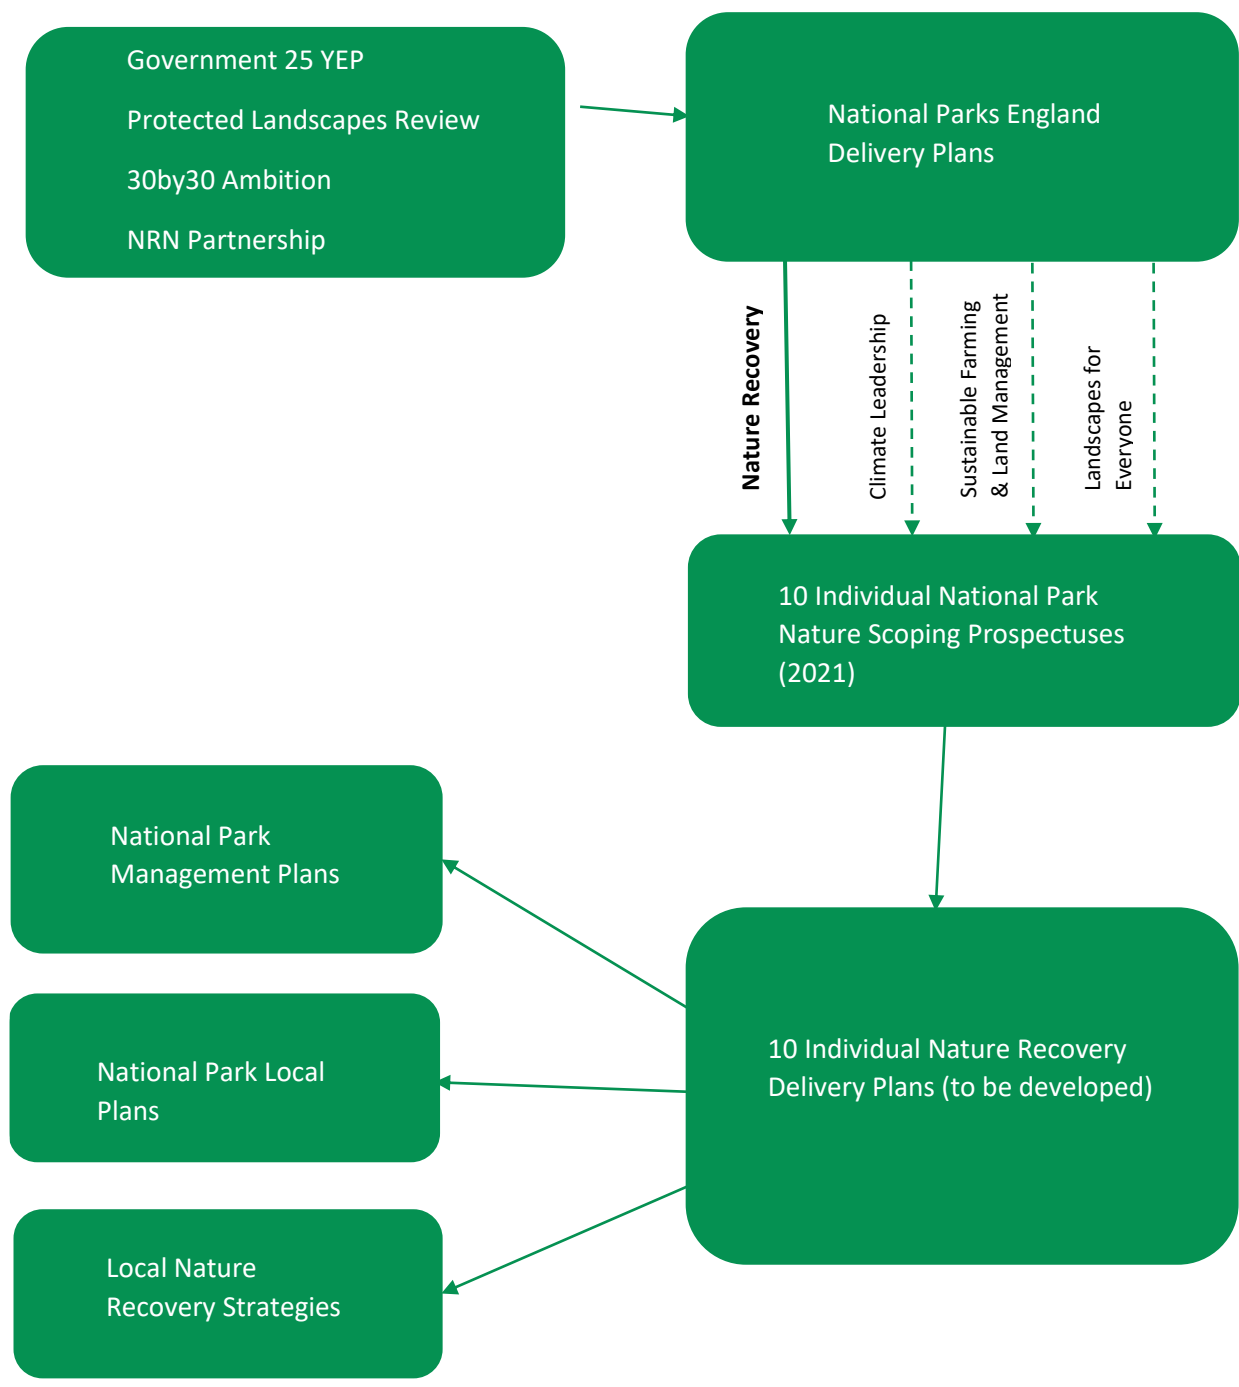 Government 25 YEP
Protected Landscapes Review
30by30 Ambition
NRN Partnership
National Parks England
Delivery Plans
Nature Recovery
Climate Leadership
Sustainable Farming
& Land Management
Landscapes for
Everyone
10 Individual National Park
Nature Scoping Prospectuses
(2021)
National Park
Management Plans
10 Individual Nature Recovery
Delivery Plans (to be developed)
National Park Local
Plans
Local Nature
Recovery Strategies